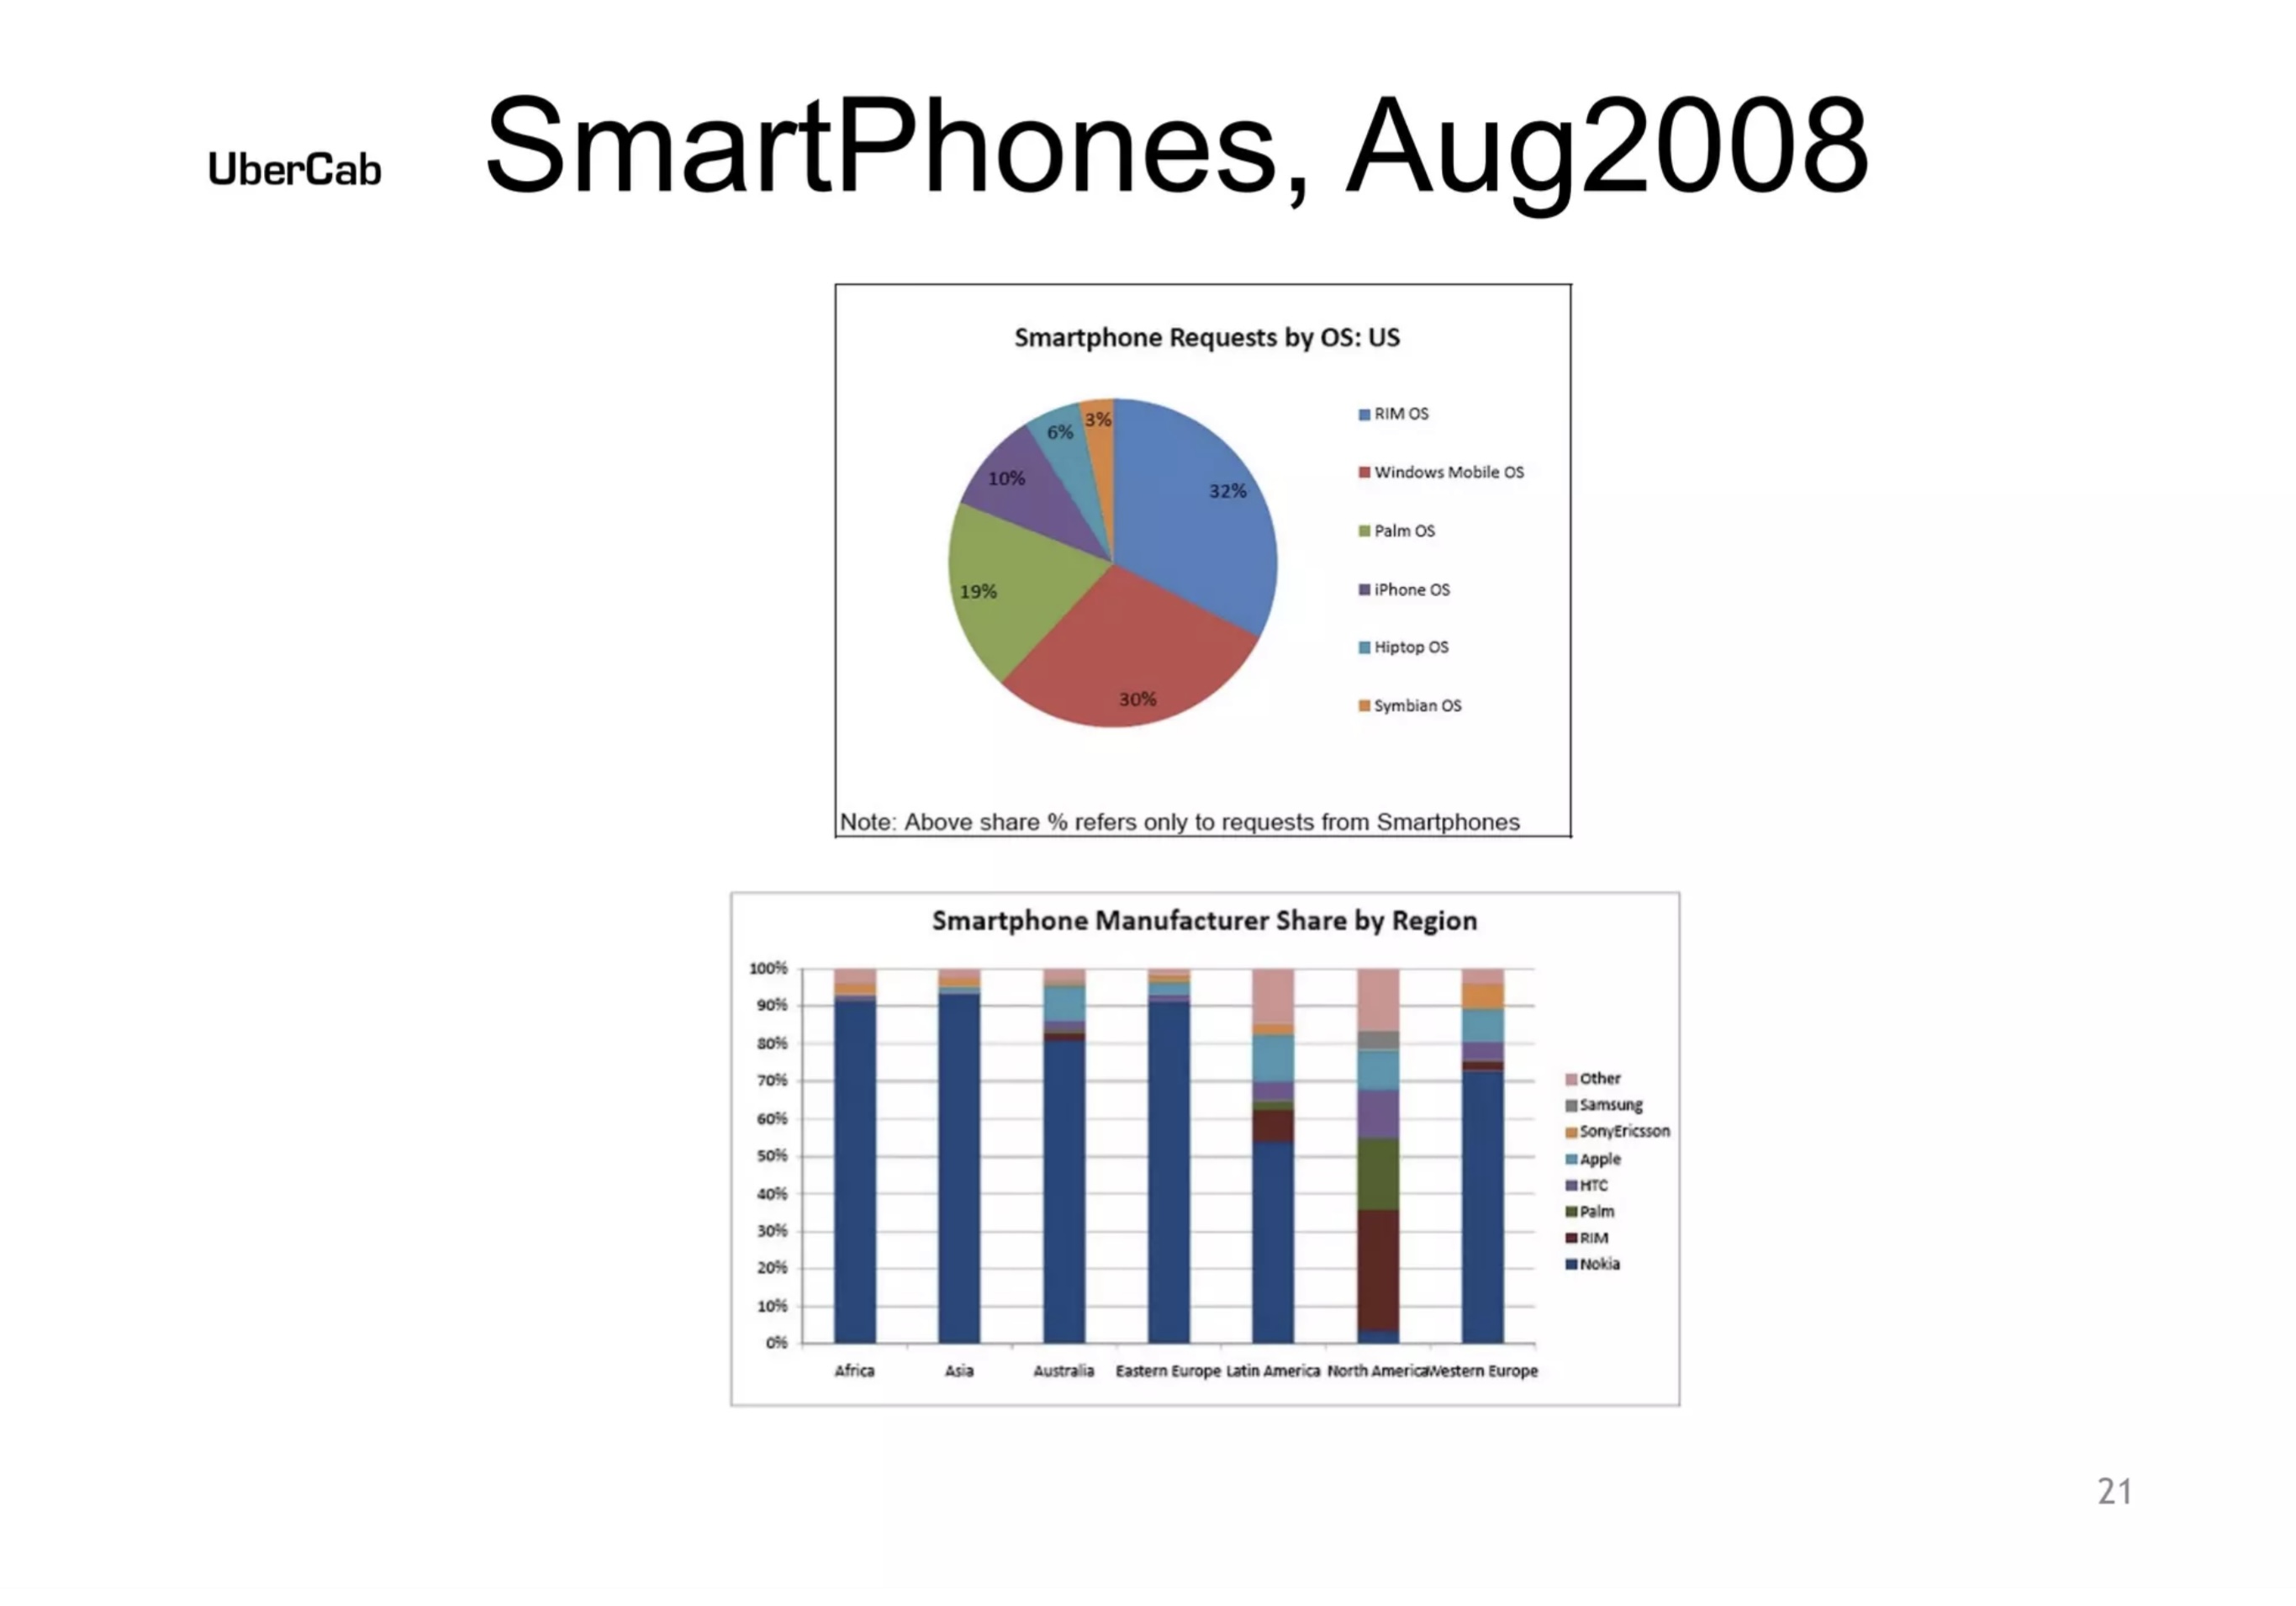 UberCab
SmartPhones, Aug2008
Smartphone Requests by OS: US
3%
6%
10%
32%
19%
30%
RIM OS
Windows Mobile OS
Palm OS
iPhone OS
Hiptop OS
Symbian OS
Note: Above share % refers only to requests from Smartphones
Smartphone Manufacturer Share by Region
100%
90%
80%
70%
60%
50%
40%
30%
20%
10%
0%
Africa Asia Australia Eastern Europe Latin America North America Western Europe
Other
Samsung
SonyEricsson
Apple
HTC
Palm
RIM
Nokia
21